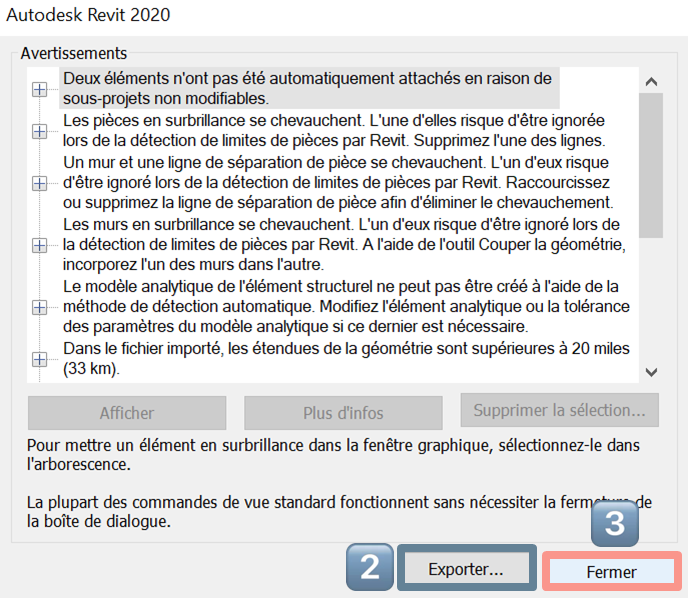 Autodesk Revit 2020
Avertissements
Deux éléments n'ont pas été automatiquement attachés en raison de
sous-projets non modifiables.
Les pièces en surbrillance se chevauchent. L'une d'elles risque d'être ignorée
lors de la détection de limites de pièces par Revit. Supprimez l'une des lignes.
Un mur et une ligne de séparation de pièce se chevauchent. L'un d'eux risque
d'être ignoré lors de la détection de limites de pièces par Revit. Raccourcissez
ou supprimez la ligne de séparation de pièce afin d'éliminer le chevauchement.
Les murs en surbrillance se chevauchent. L'un d'eux risque d'être ignoré lors de
la détection de limites de pièces par Revit. A l'aide de l'outil Couper la géométrie,
incorporez l'un des murs dans l'autre.
Le modèle analytique de l'élément structurel ne peut pas être créé à l'aide de la
méthode de détection automatique. Modifiez l'élément analytique ou la tolérance
des paramètres du modèle analytique si ce dernier est nécessaire.
Dans le fichier importé, les étendues de la géométrie sont supérieures à 20 miles
(33 km).
Afficher
Plus d'infos
Supprimer la sélection...
Pour mettre un élément en surbrillance dans la fenêtre graphique, sélectionnez-le dans
l'arborescence.
La plupart des commandes de vue standard fonctionnent sans nécessiter la fermeture de
la boîte de dialogue.
3
2
Exporter...
Fermer